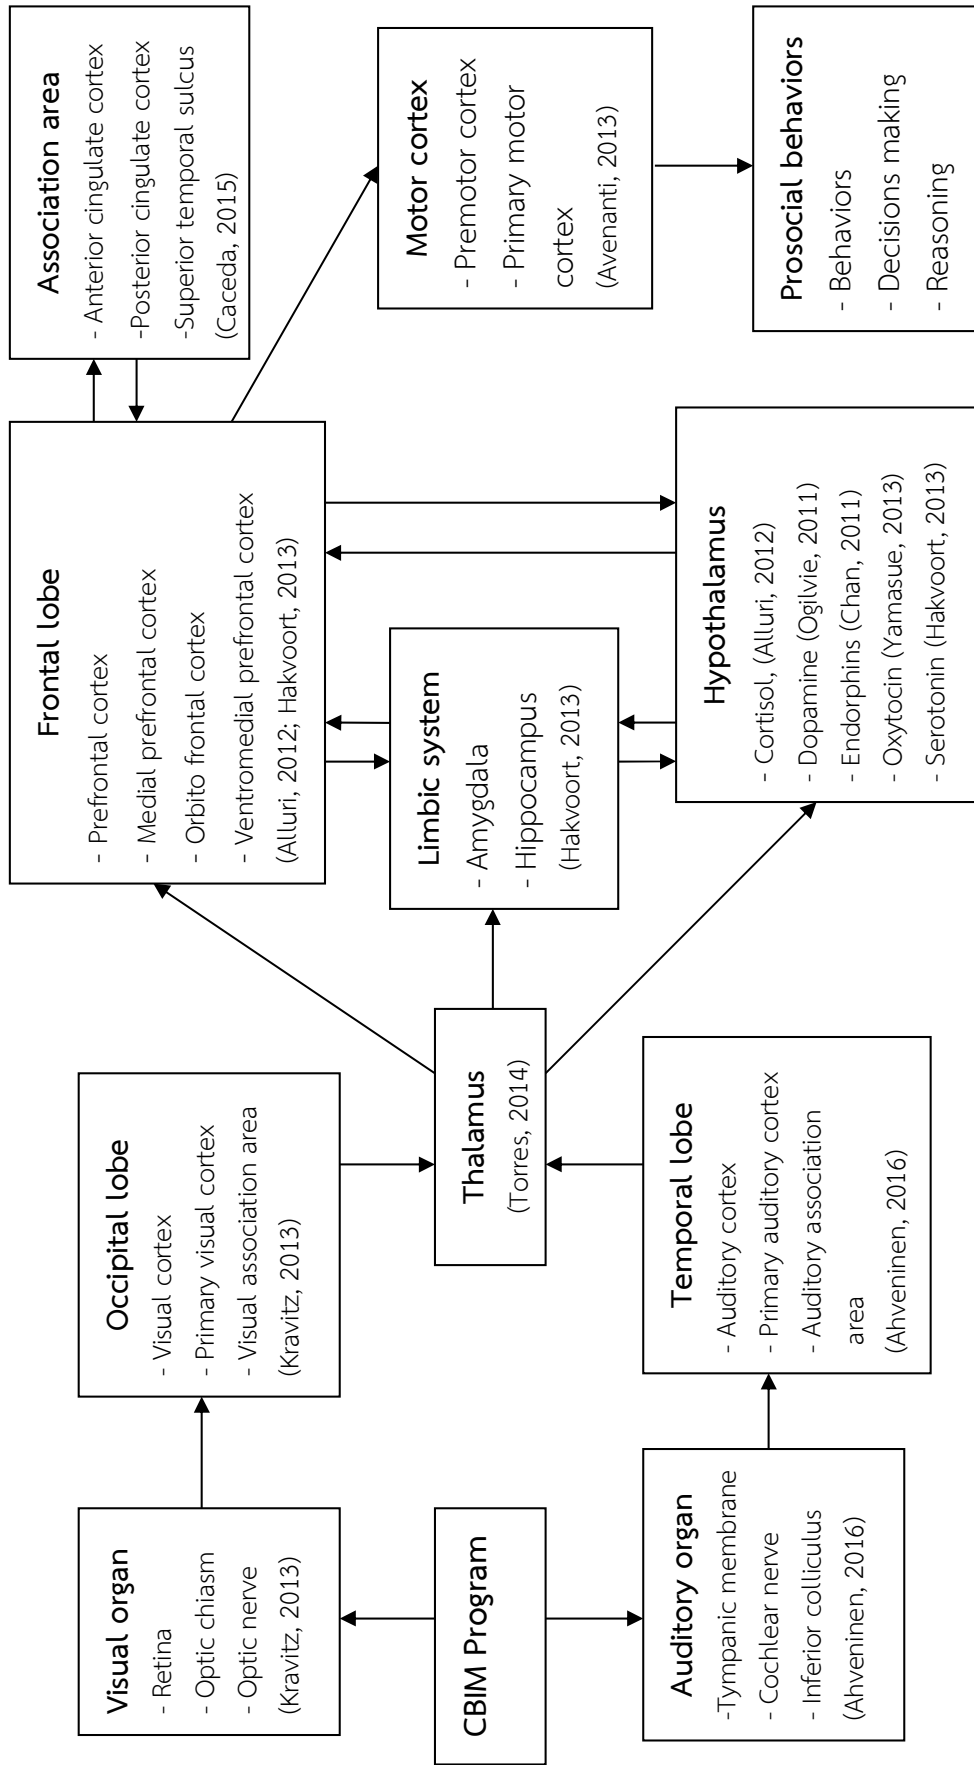 Visual organ
- Retina
- Optic chiasm
- Optic nerve
(Kravitz, 2013)
CBIM Program
Auditory organ
-Tympanic membrane
- Cochlear nerve
- Inferior colliculus
(Ahveninen, 2016)
Occipital lobe
- Visual cortex
- Primary visual cortex
- Visual association area
(Kravitz, 2013)
Thalamus
(Torres, 2014)
Temporal lobe
- Auditory cortex
- Primary auditory cortex
- Auditory association
area
(Ahveninen, 2016)
Frontal lobe
- Prefrontal cortex
- Medial prefrontal cortex
- Orbito frontal cortex
- Ventromedial prefrontal cortex
(Alluri, 2012; Hakvoort, 2013)
Limbic system
- Amygdala
- Hippocampus
(Hakvoort, 2013)
Hypothalamus
- Cortisol, (Alluri, 2012)
- Dopamine (Ogilvie, 2011)
- Endorphins (Chan, 2011)
- Oxytocin (Yamasue, 2013)
- Serotonin (Hakvoort, 2013)
Association area
- Anterior cingulate cortex
-Posterior cingulate cortex
-Superior temporal sulcus
(Caceda, 2015)
Motor cortex
- Premotor cortex
- Primary motor
cortex
(Avenanti, 2013)
Prosocial behaviors
- Behaviors
- Decisions making
- Reasoning